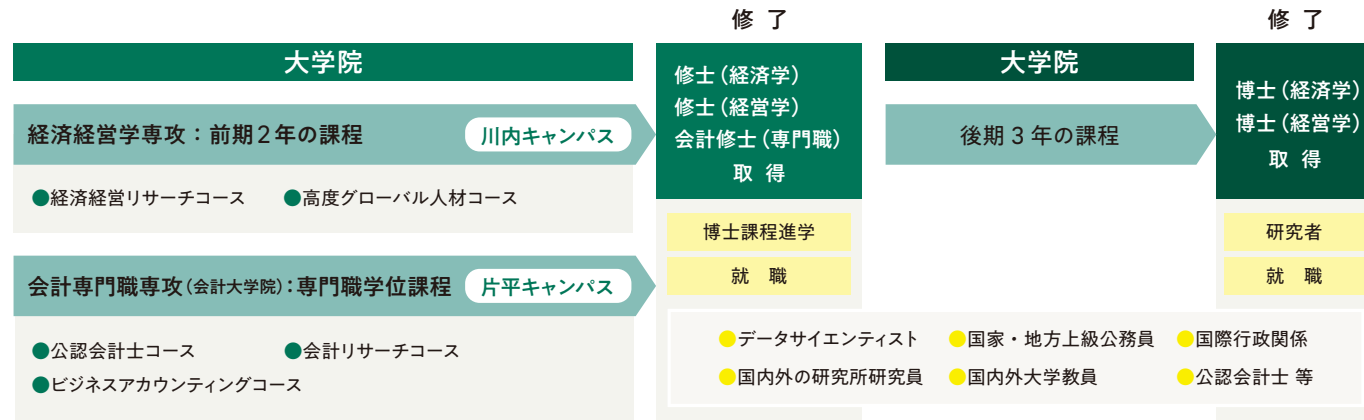 修 了
修 了
大学院
大学院
経済経営学専攻：前期２年の課程
川内キャンパス
●経済経営リサーチコース ●高度グローバル人材コース
会計専門職専攻(会計大学院)：専門職学位課程
片平キャンパス
●公認会計士コース ●会計リサーチコース
●ビジネスアカウンティングコース
修士（経済学）
修士（経営学）
会計修士（専門職）
取 得
博士課程進学
就 職
後期 3 年の課程
博士（経済学）
博士（経営学）
取 得
研究者
就 職
●データサイエンティスト ●国家・地方上級公務員 ●国際行政関係
●国内外の研究所研究員 ●国内外大学教員 ●公認会計士 等